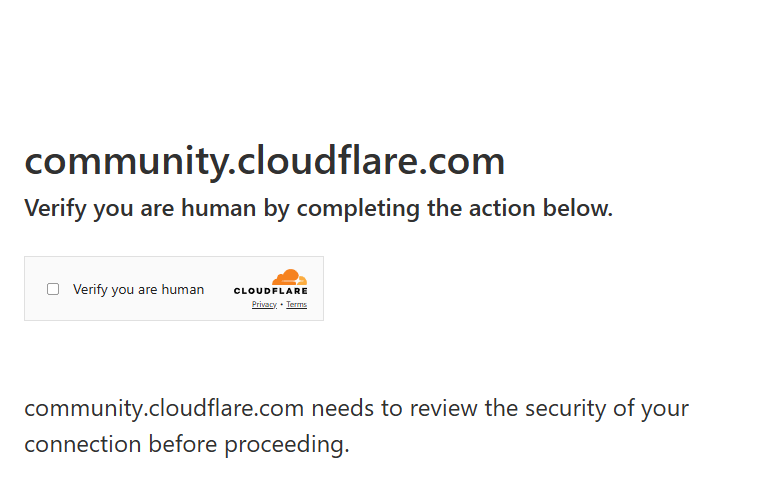 community.cloudflare.com
Verify you are human by completing the action below.
Verify you are human
CLOUDFLARE
Privacy • Terms
community.cloudflare.com needs to review the security of your
connection before proceeding.